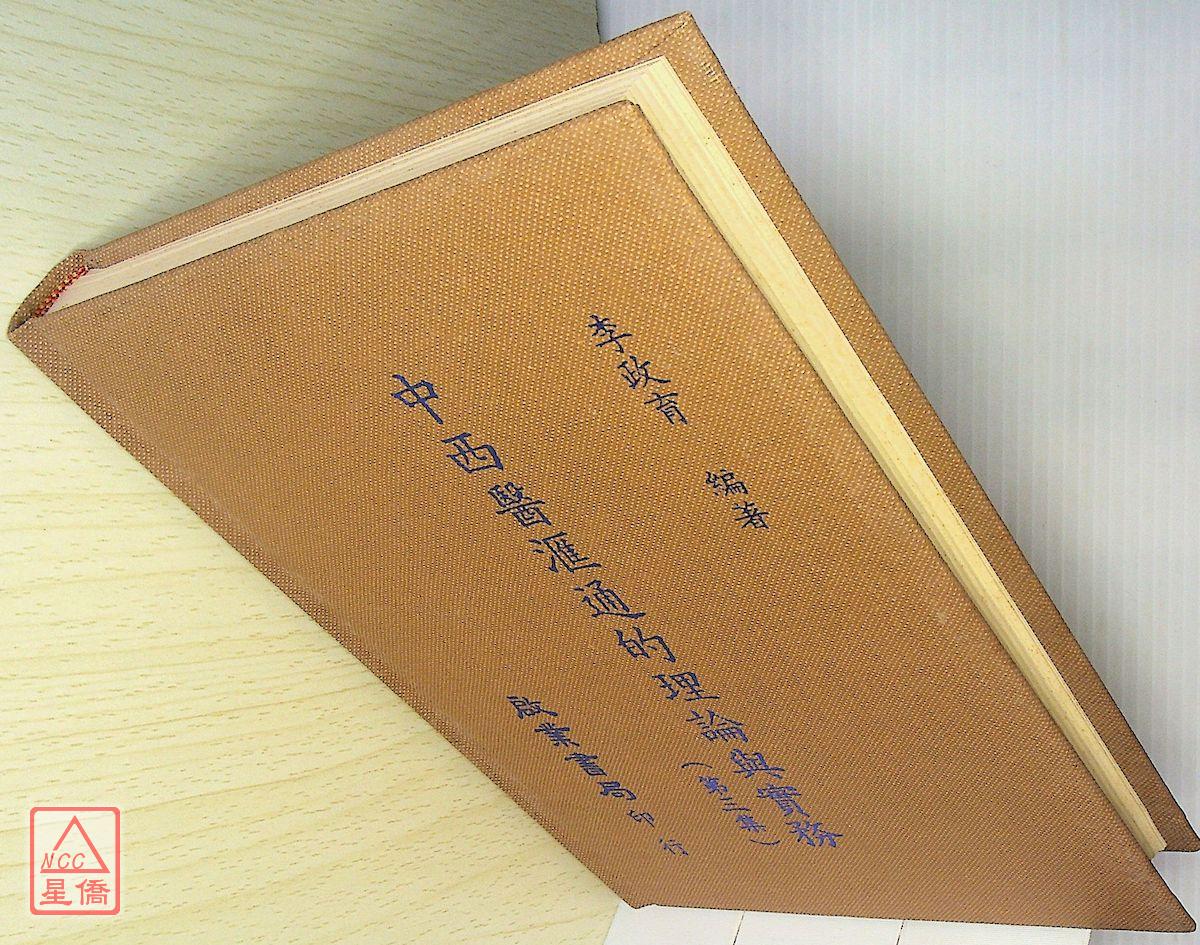 李政育 編著
中西醫滙通的理論與實務
（第三集）
啟業書局印行
NCC
星僑